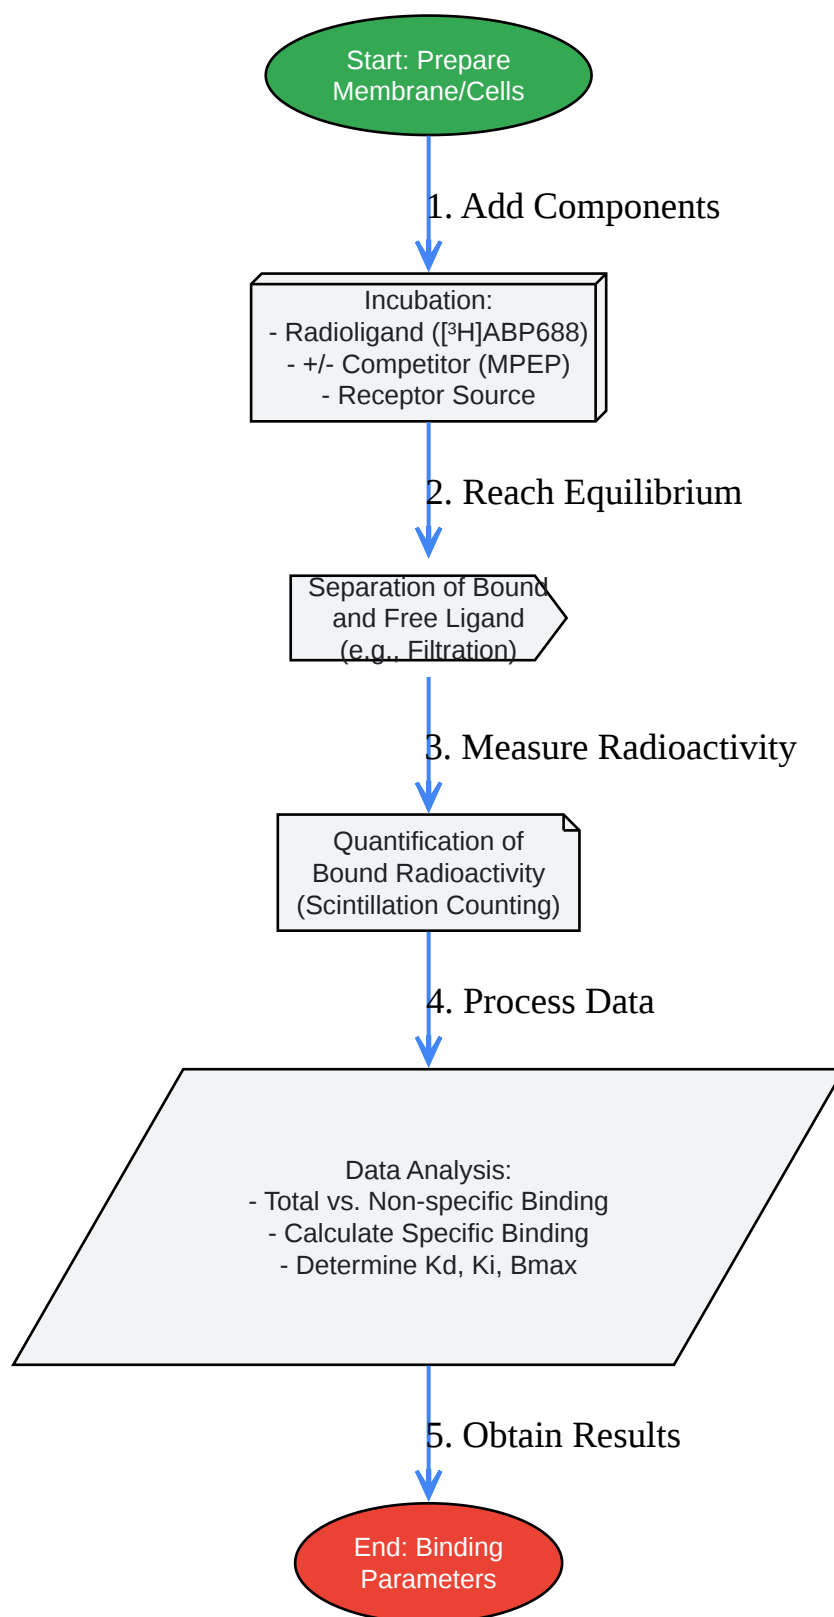 Start: Prepare
Membrane/Cells
1. Add Components
Incubation:
- Radioligand ([³H]ABP688)
- +/- Competitor (MPEP)
- Receptor Source
2. Reach Equilibrium
Separation of Bound
and Free Ligand
(e.g., Filtration)
3. Measure Radioactivity
Quantification of
Bound Radioactivity
(Scintillation Counting)
4. Process Data
Data Analysis:
- Total vs. Non-specific Binding
- Calculate Specific Binding
- Determine Kd, Ki, Bmax
5. Obtain Results
End: Binding
Parameters